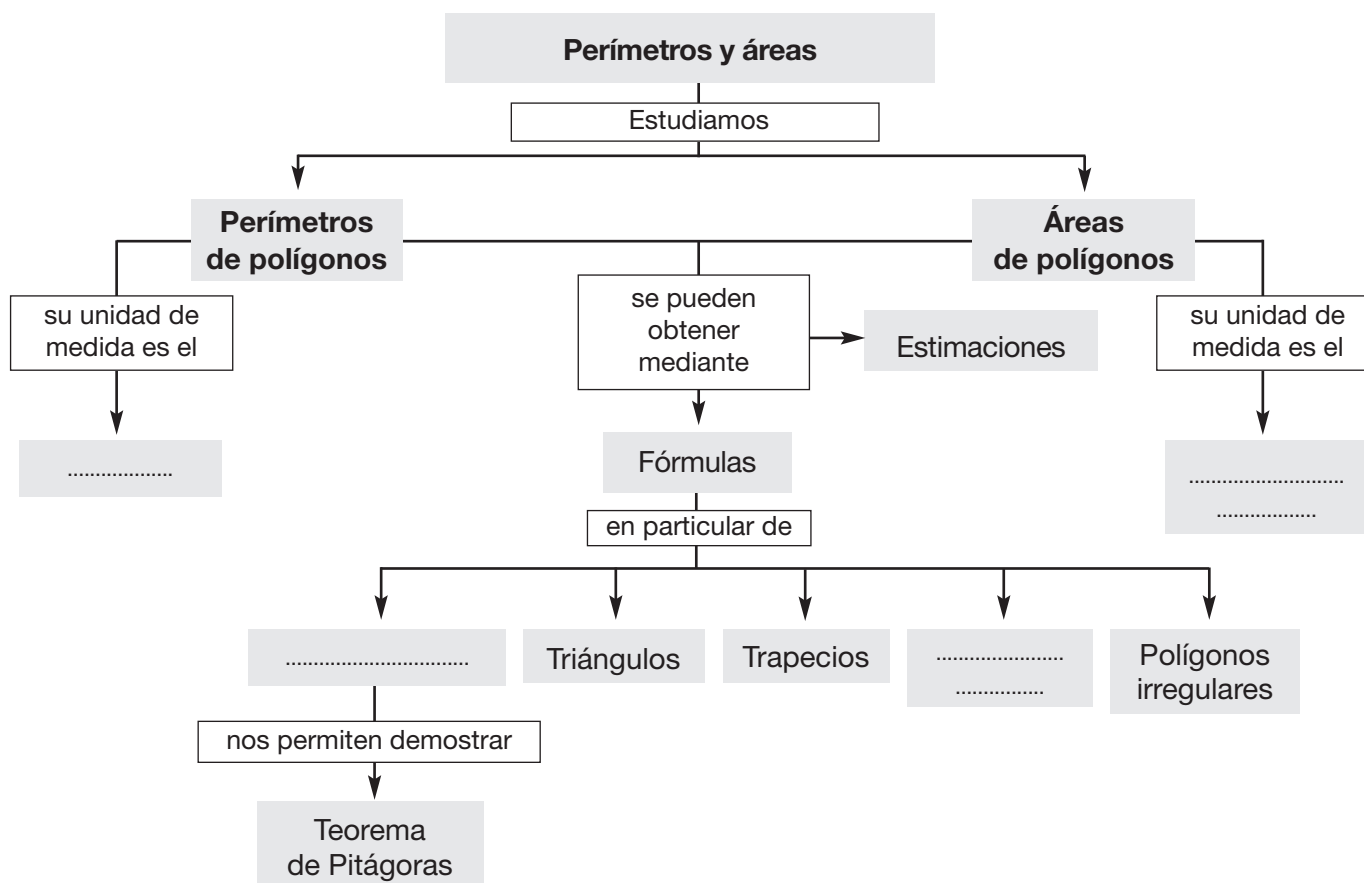 Perímetros y áreas
Estudiamos
Perímetros
de polígonos
Áreas
de polígonos
su unidad de
medida es el
se pueden
obtener
mediante
Estimaciones
su unidad de
medida es el
...................
Fórmulas
............................
..................
en particular de
.................................
Triángulos
Trapecios
.......................
................
Polígonos
irregulares
nos permiten demostrar
Teorema
de Pitágoras